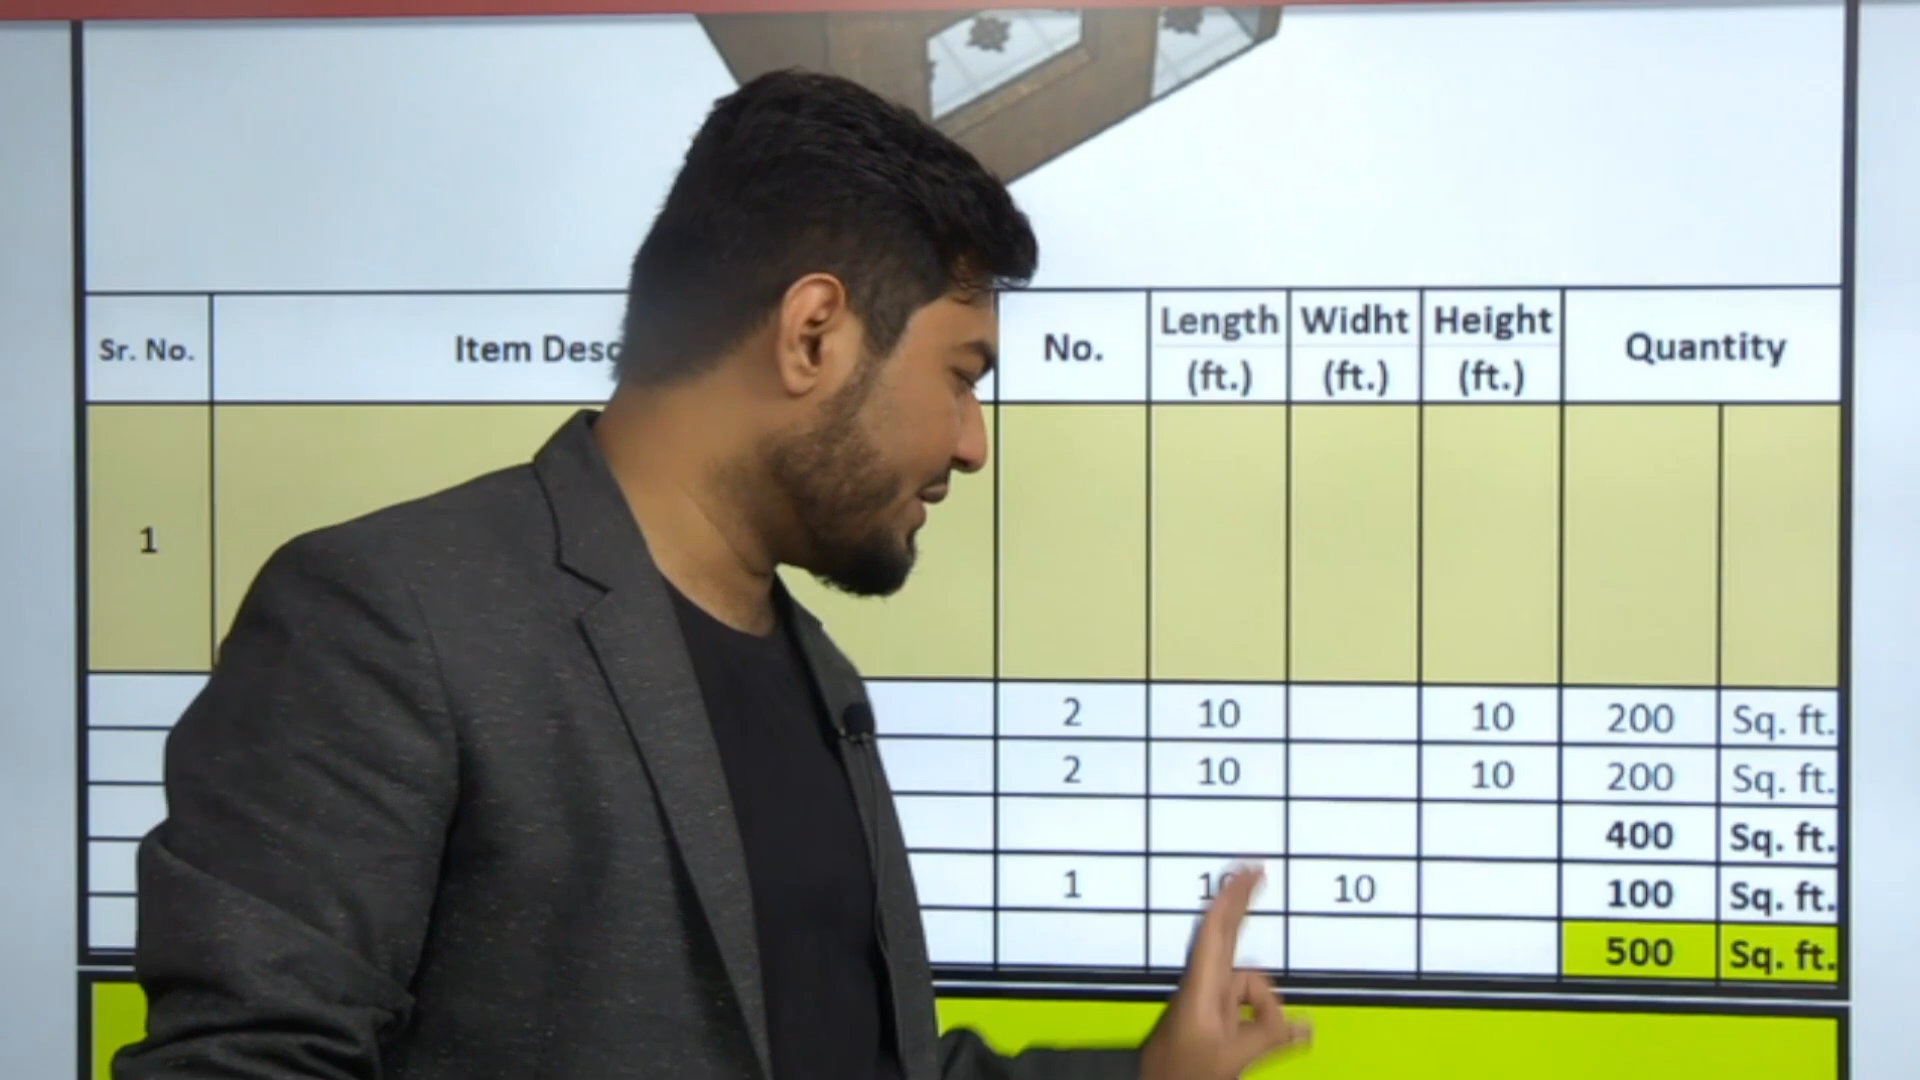 Sr. No. Item Desc No. Length (ft.) Widht (ft.) Height (ft.) Quantity
1
2 10 10 200 Sq. ft.
2 10 10 200 Sq. ft.
400 Sq. ft.
1 10 10 100 Sq. ft.
500 Sq. ft.